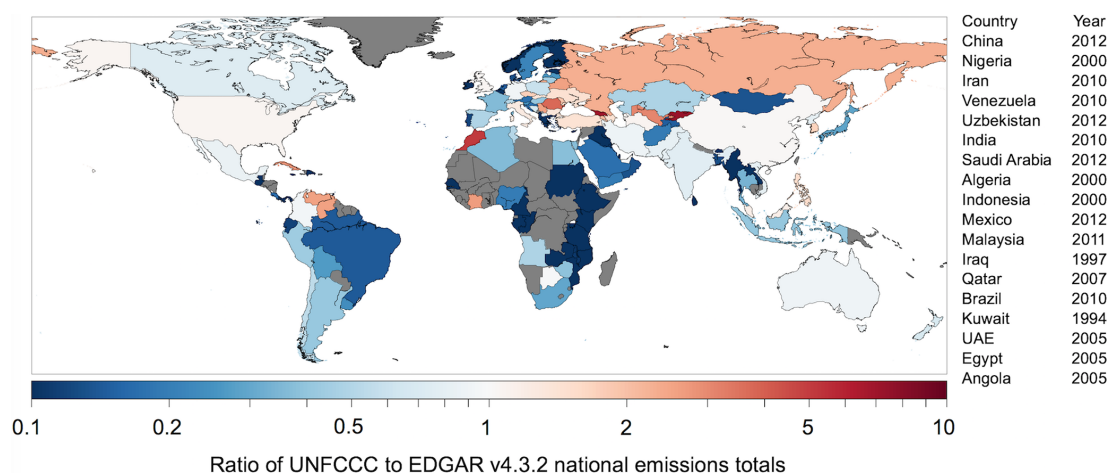 Country Year
China 2012
Nigeria 2000
Iran 2010
Venezuela 2010
Uzbekistan 2012
India 2010
Saudi Arabia 2012
Algeria 2000
Indonesia 2000
Mexico 2012
Malaysia 2011
Iraq 1997
Qatar 2007
Brazil 2010
Kuwait 1994
UAE 2005
Egypt 2005
Angola 2005
0.1 0.2 0.5 1 2 5 10
Ratio of UNFCCC to EDGAR v4.3.2 national emissions totals